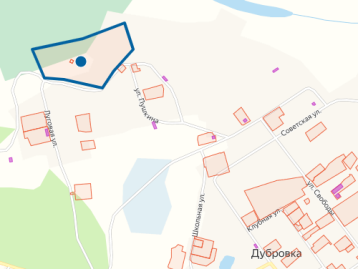 Луговая ул.
ул. Пушкина
Советская ул.
Школьная ул.
Клубная ул.
ул. Свободы
Дубровка